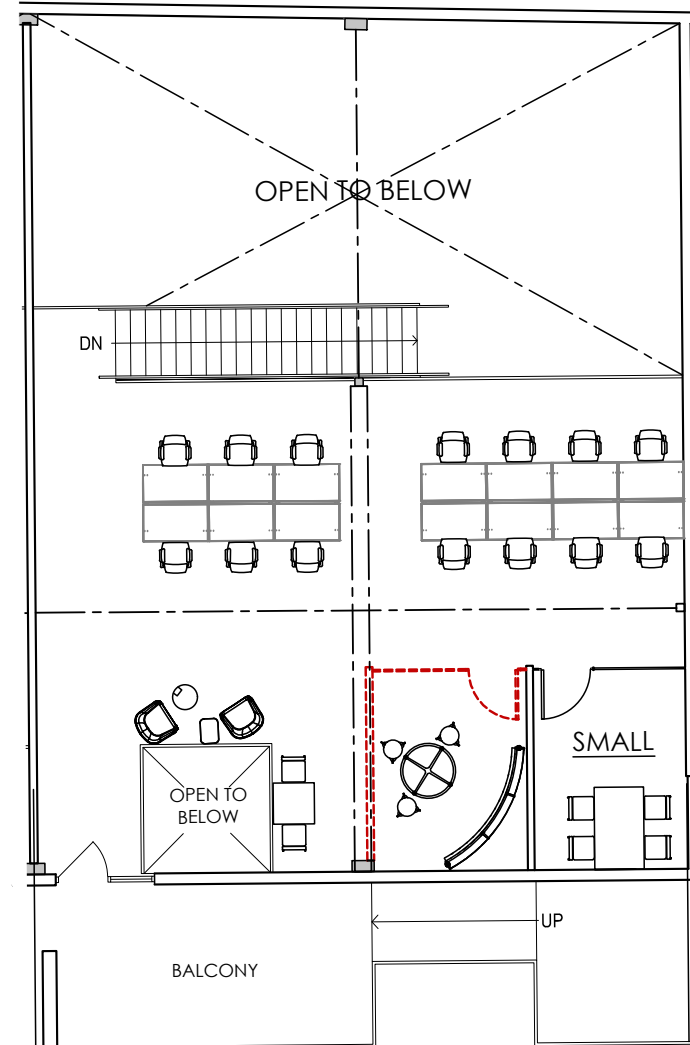 OPEN TO BELOW
DN
SMALL
OPEN TO
BELOW
UP
BALCONY